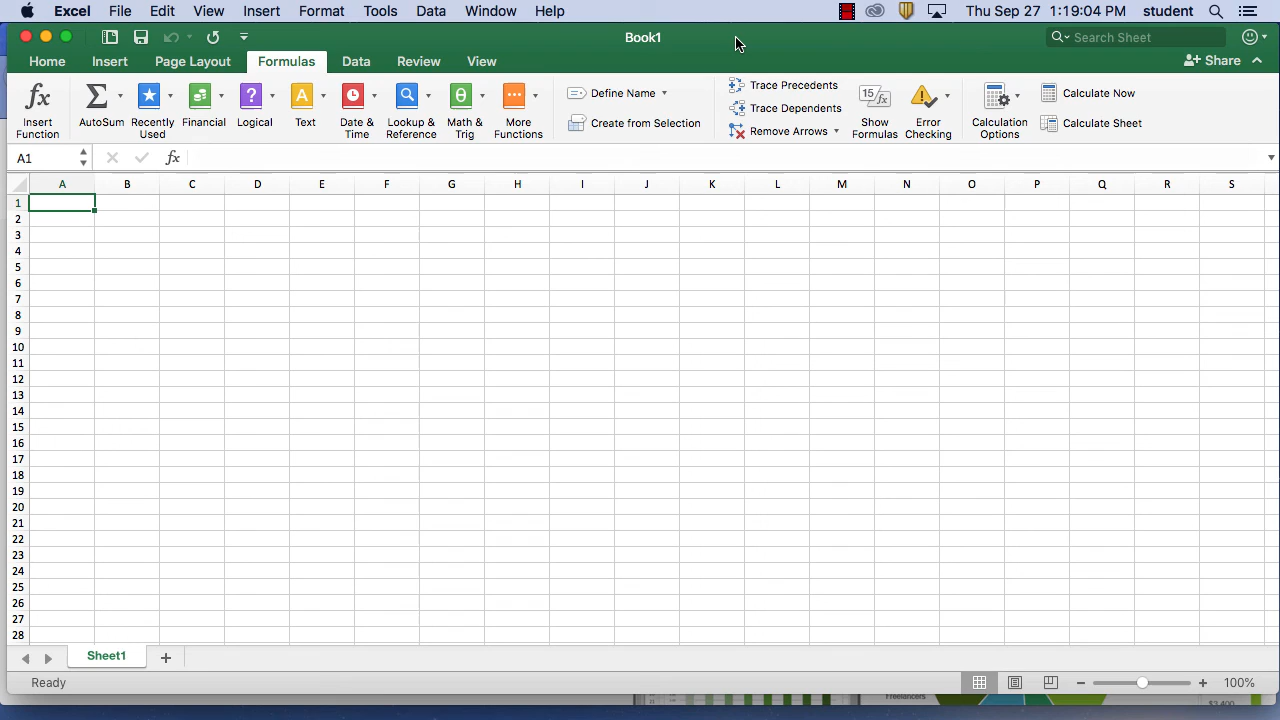 Excel File Edit View Insert Format Tools Data Window Help Thu Sep 27 1:19:04 PM student
Book1 Search Sheet
Home Insert Page Layout Formulas Data Review View Share
Insert Function
AutoSum
Recently Used
Financial
Logical
Text
Date & Time
Lookup & Reference
Math & Trig
More Functions
Define Name
Create from Selection
Trace Precedents
Trace Dependents
Remove Arrows
Show Formulas
Error Checking
Calculation Options
Calculate Now
Calculate Sheet
A1 fx
A B C D E F G H I J K L M N O P Q R S
1
2
3
4
5
6
7
8
9
10
11
12
13
14
15
16
17
18
19
20
21
22
23
24
25
26
27
28
Sheet1
Ready 100%
Freelancers $3,400